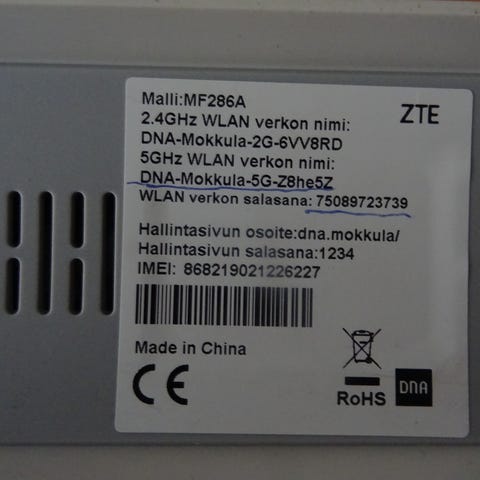 Malli:MF286A
ZTE
2.4GHz WLAN verkon nimi:
DNA-Mokkula-2G-6VV8RD
5GHz WLAN verkon nimi:
DNA-Mokkula-5G-Z8he5Z
WLAN verkon salasana: 75089723739
Hallintasivun osoite:dna.mokkula/
Hallintasivun salasana:1234
IMEI: 868219021226227
Made in China
CE
RoHS
DNA